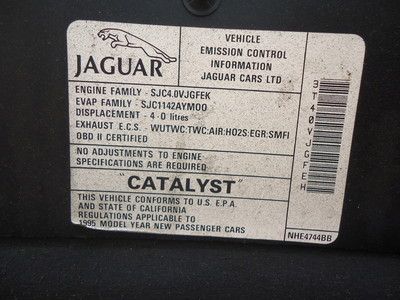 JAGUAR
VEHICLE
EMISSION CONTROL
INFORMATION
JAGUAR CARS LTD
ENGINE FAMILY - SJC4.0VJGFEK
EVAP FAMILY - SJC1142AYMOO
DISPLACEMENT - 4·0 litres
EXHAUST E.C.S. - WUTWC:TWC:AIR:HO2S:EGR:SMFI
OBD II CERTIFIED
NO ADJUSTMENTS TO ENGINE
SPECIFICATIONS ARE REQUIRED
"CATALYST"
THIS VEHICLE CONFORMS TO U.S. E.P.A.
AND STATE OF CALIFORNIA
REGULATIONS APPLICABLE TO
1995 MODEL YEAR NEW PASSENGER CARS
3T40VJGFEH
NHE4744BB